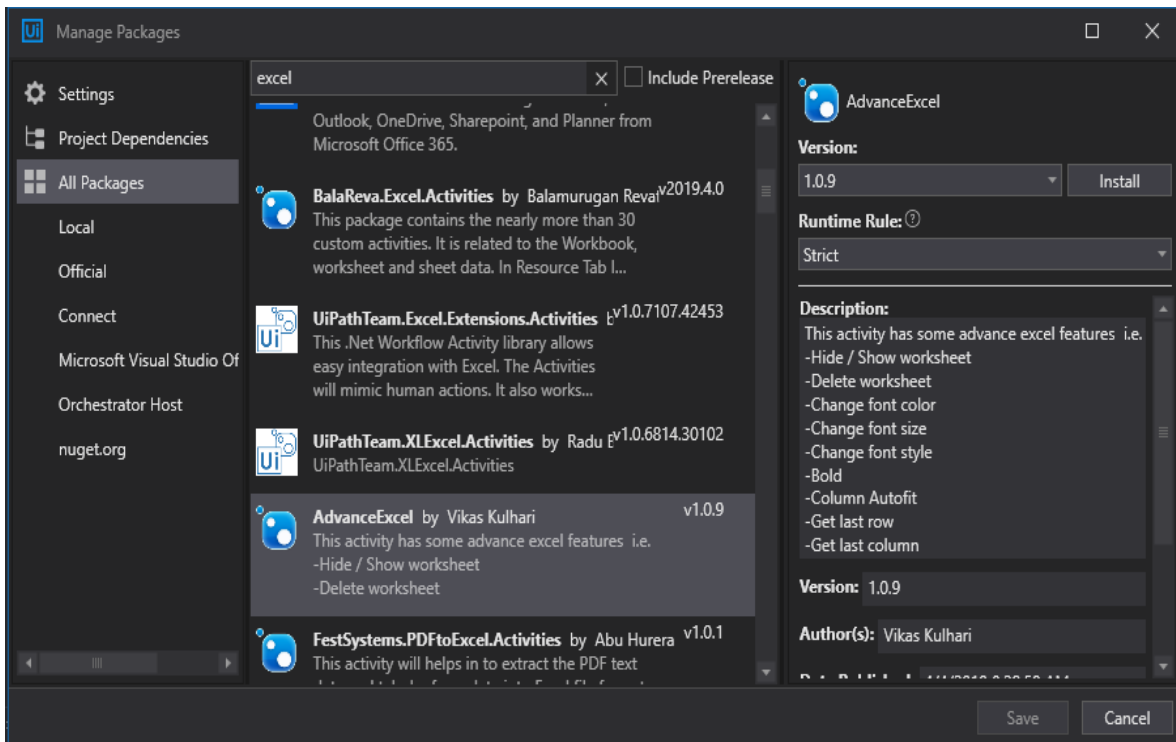 Ui Manage Packages
Settings
Project Dependencies
All Packages
Local
Official
Connect
Microsoft Visual Studio Of
Orchestrator Host
nuget.org
excel
Include Prerelease
Outlook, OneDrive, Sharepoint, and Planner from
Microsoft Office 365.
BalaReva.Excel.Activities by Balamurugan Revat v2019.4.0
This package contains the nearly more than 30
custom activities. It is related to the Workbook,
worksheet and sheet data. In Resource Tab I...
UiPathTeam.Excel.Extensions.Activities v1.0.7107.42453
This .Net Workflow Activity library allows
easy integration with Excel. The Activities
will mimic human actions. It also works...
UiPathTeam.XLExcel.Activities by Radu v1.0.6814.30102
UiPathTeam.XLExcel.Activities
AdvanceExcel by Vikas Kulhari v1.0.9
This activity has some advance excel features i.e.
-Hide / Show worksheet
-Delete worksheet
FestSystems.PDFtoExcel.Activities by Abu Hurera v1.0.1
This activity will helps in to extract the PDF text
AdvanceExcel
Version:
1.0.9
Install
Runtime Rule:
Strict
Description:
This activity has some advance excel features i.e.
-Hide / Show worksheet
-Delete worksheet
-Change font color
-Change font size
-Change font style
-Bold
-Column Autofit
-Get last row
-Get last column
Version: 1.0.9
Author(s): Vikas Kulhari
Save
Cancel